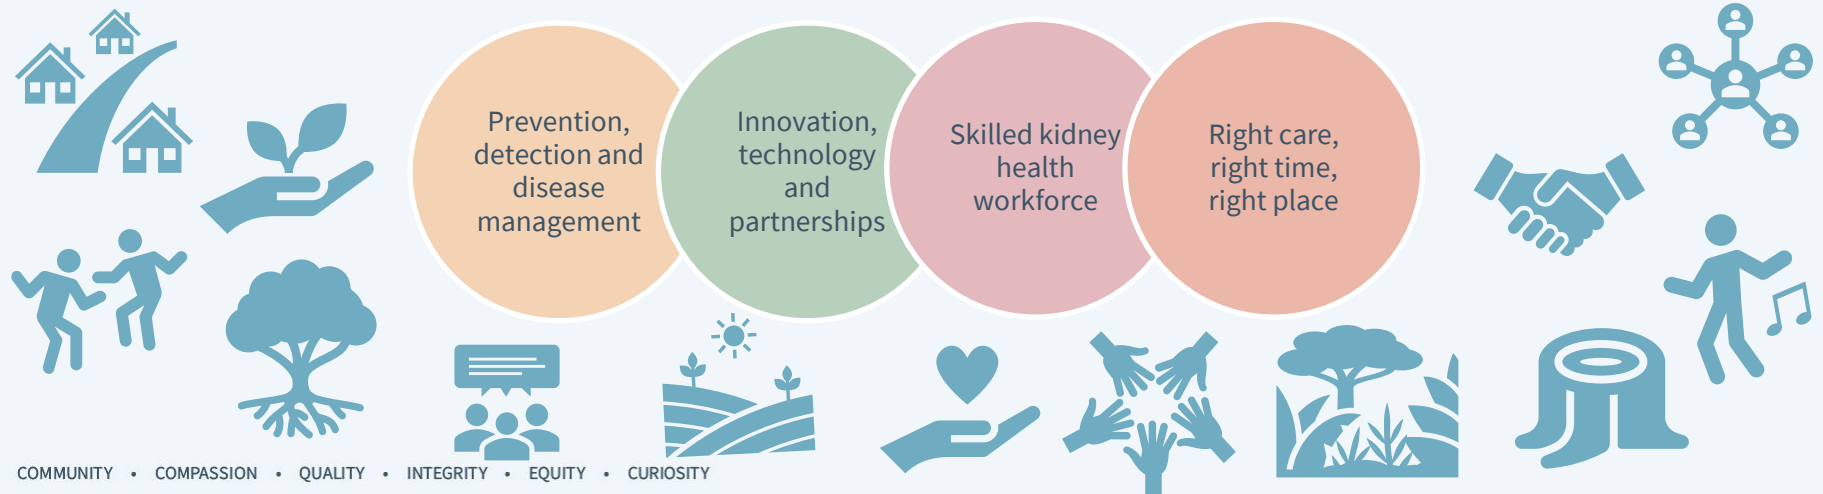 Prevention,
detection and
disease
management
Innovation,
technology
and
partnerships
Skilled kidney
health
workforce
Right care,
right time,
right place
COMMUNITY • COMPASSION • QUALITY • INTEGRITY • EQUITY • CURIOSITY